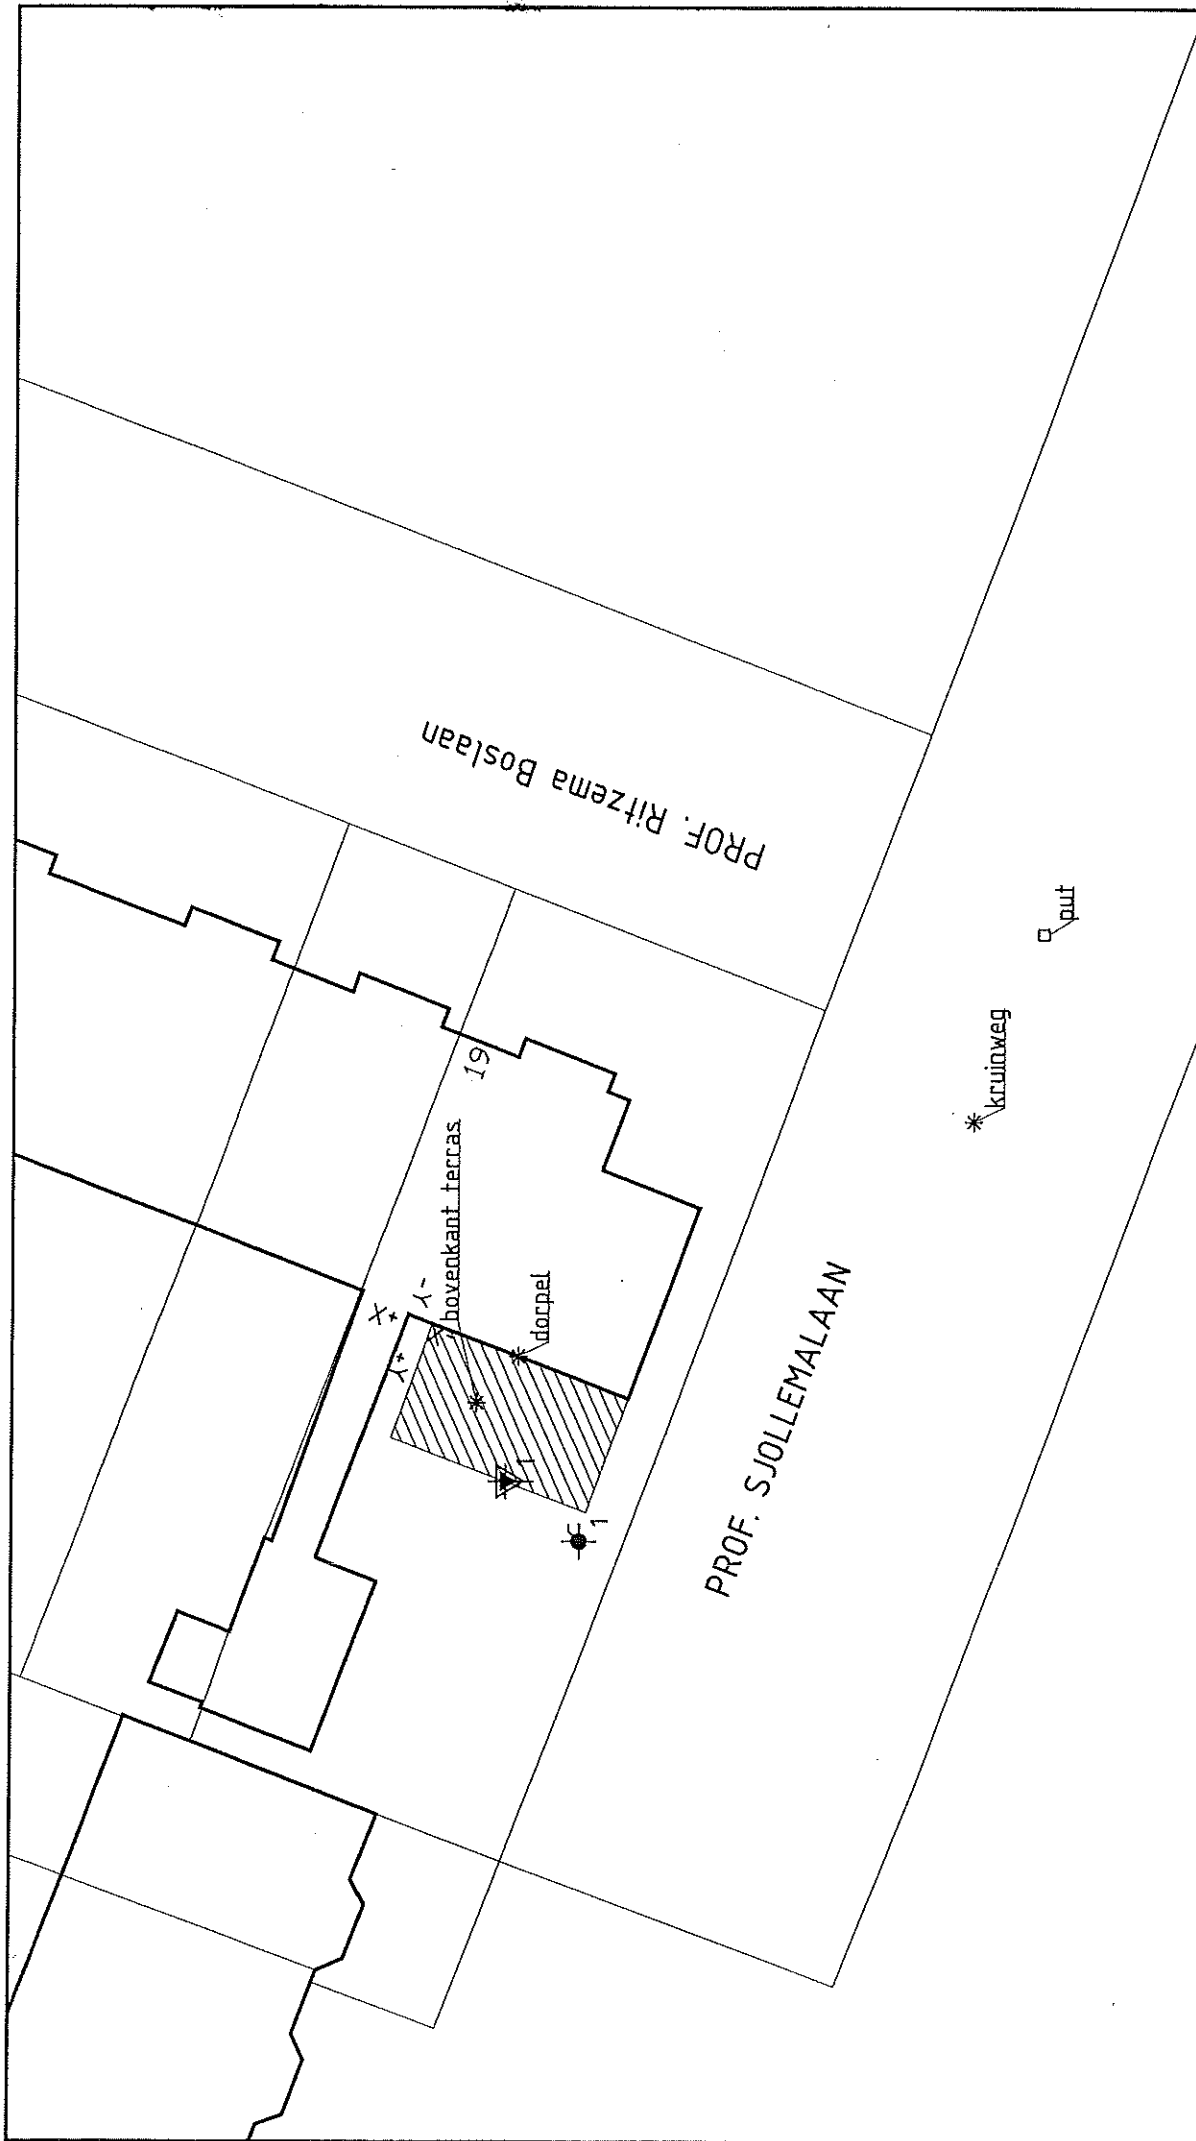 PROF. Ritzema Boslaan
put
kruinweg
19
bovenkant terras
X+
Y-
Y+
dorpel
1
1
PROF. SJOLLEMALAAN